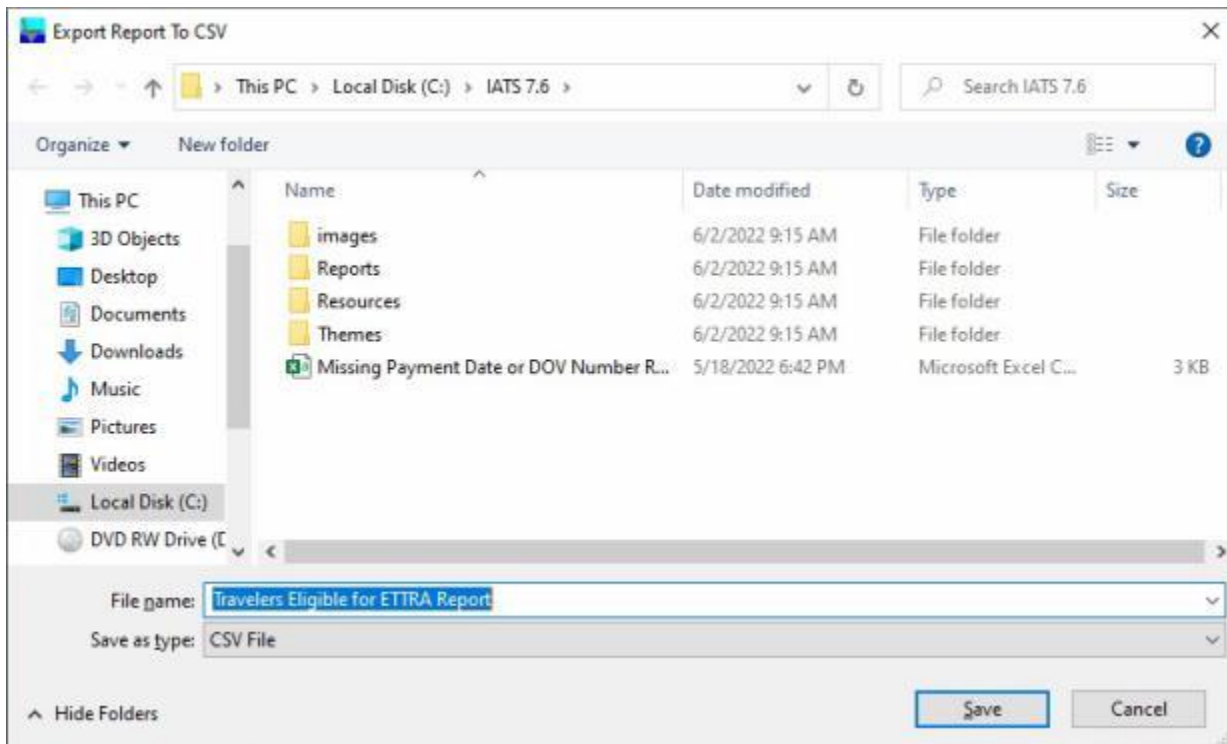 Export Report To CSV
This PC > Local Disk (C:) > IATS 7.6 >
Search IATS 7.6
Organize
New folder
Name
Date modified
Type
Size
This PC
3D Objects
Desktop
Documents
Downloads
Music
Pictures
Videos
Local Disk (C:)
DVD RW Drive (D
images 6/2/2022 9:15 AM File folder
Reports 6/2/2022 9:15 AM File folder
Resources 6/2/2022 9:15 AM File folder
Themes 6/2/2022 9:15 AM File folder
Missing Payment Date or DOV Number R... 5/18/2022 6:42 PM Microsoft Excel C... 3 KB
File name: Travelers Eligible for ETTRA Report
Save as type: CSV File
Hide Folders
Save
Cancel